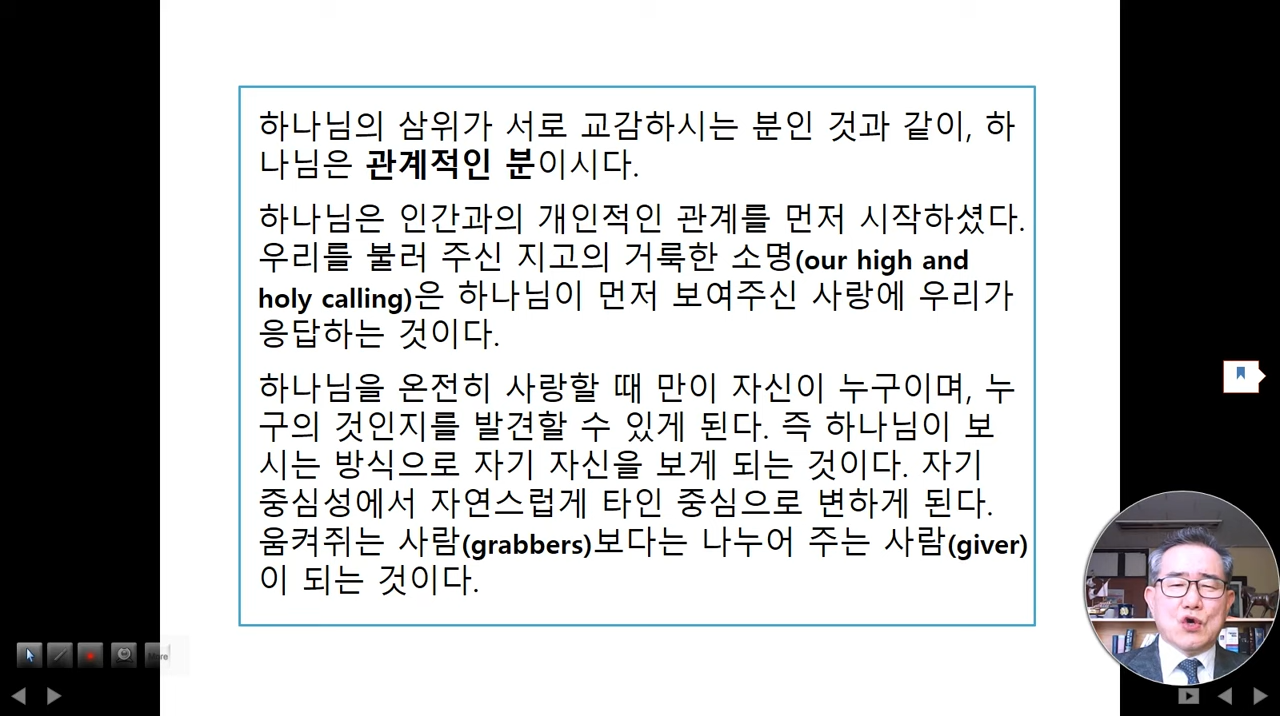 하나님의 삼위가 서로 교감하시는 분인 것과 같이, 하
나님은 관계적인 분이시다.
하나님은 인간과의 개인적인 관계를 먼저 시작하셨다.
우리를 불러 주신 지고의 거룩한 소명(our high and
holy calling)은 하나님이 먼저 보여주신 사랑에 우리가
응답하는 것이다.
하나님을 온전히 사랑할 때 만이 자신이 누구이며, 누
구의 것인지를 발견할 수 있게 된다. 즉 하나님이 보
시는 방식으로 자기 자신을 보게 되는 것이다. 자기
중심성에서 자연스럽게 타인 중심으로 변하게 된다.
움켜쥐는 사람(grabbers)보다는 나누어 주는 사람(giver)
이 되는 것이다.
More